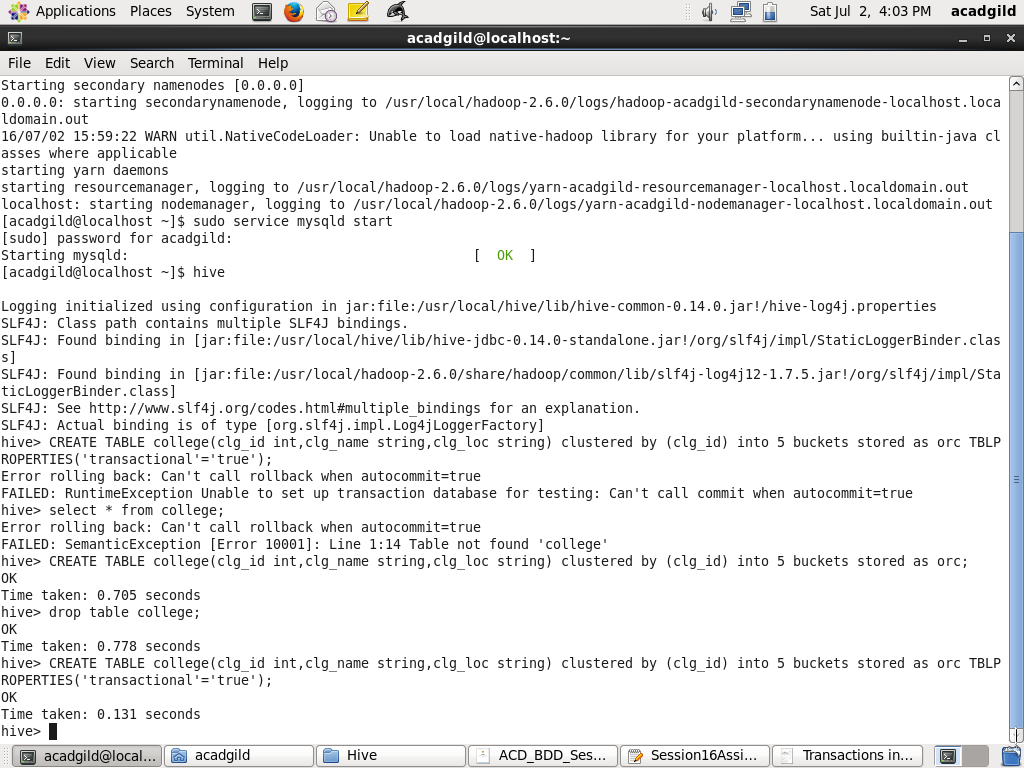 Applications Places System Sat Jul 2, 4:03 PM acadgild
acadgild@localhost:~
File Edit View Search Terminal Help
Starting secondary namenodes [0.0.0.0]
0.0.0.0: starting secondarynamenode, logging to /usr/local/hadoop-2.6.0/logs/hadoop-acadgild-secondarynamenode-localhost.loca
ldomain.out
16/07/02 15:59:22 WARN util.NativeCodeLoader: Unable to load native-hadoop library for your platform... using builtin-java cl
asses where applicable
starting yarn daemons
starting resourcemanager, logging to /usr/local/hadoop-2.6.0/logs/yarn-acadgild-resourcemanager-localhost.localdomain.out
localhost: starting nodemanager, logging to /usr/local/hadoop-2.6.0/logs/yarn-acadgild-nodemanager-localhost.localdomain.out
[acadgild@localhost ~]$ sudo service mysqld start
[sudo] password for acadgild:
Starting mysqld: [ OK ]
[acadgild@localhost ~]$ hive
Logging initialized using configuration in jar:file:/usr/local/hive/lib/hive-common-0.14.0.jar!/hive-log4j.properties
SLF4J: Class path contains multiple SLF4J bindings.
SLF4J: Found binding in [jar:file:/usr/local/hive/lib/hive-jdbc-0.14.0-standalone.jar!/org/slf4j/impl/StaticLoggerBinder.clas
s]
SLF4J: Found binding in [jar:file:/usr/local/hadoop-2.6.0/share/hadoop/common/lib/slf4j-log4j12-1.7.5.jar!/org/slf4j/impl/Sta
ticLoggerBinder.class]
SLF4J: See http://www.slf4j.org/codes.html#multiple_bindings for an explanation.
SLF4J: Actual binding is of type [org.slf4j.impl.Log4jLoggerFactory]
hive> CREATE TABLE college(clg_id int,clg_name string,clg_loc string) clustered by (clg_id) into 5 buckets stored as orc TBLP
ROPERTIES('transactional'='true');
Error rolling back: Can't call rollback when autocommit=true
FAILED: RuntimeException Unable to set up transaction database for testing: Can't call commit when autocommit=true
hive> select * from college;
Error rolling back: Can't call rollback when autocommit=true
FAILED: SemanticException [Error 10001]: Line 1:14 Table not found 'college'
hive> CREATE TABLE college(clg_id int,clg_name string,clg_loc string) clustered by (clg_id) into 5 buckets stored as orc;
OK
Time taken: 0.705 seconds
hive> drop table college;
OK
Time taken: 0.778 seconds
hive> CREATE TABLE college(clg_id int,clg_name string,clg_loc string) clustered by (clg_id) into 5 buckets stored as orc TBLP
ROPERTIES('transactional'='true');
OK
Time taken: 0.131 seconds
hive>
acadgild@local... acadgild Hive ACD_BDD_Ses... Session16Assi... Transactions in...